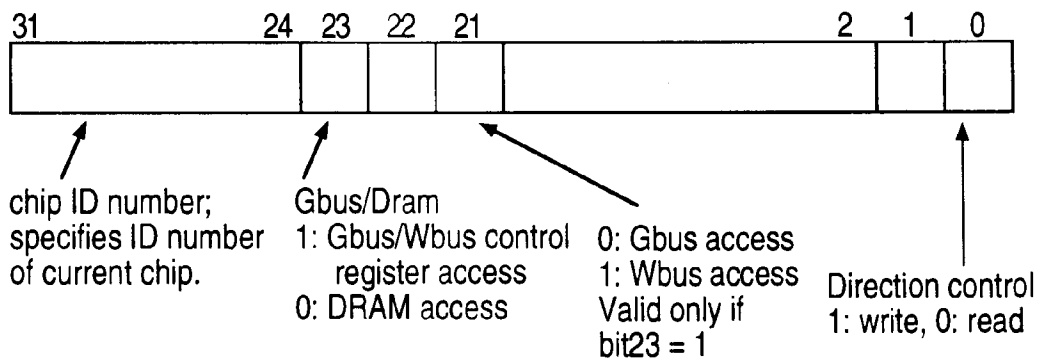 31 24 23 22 21 2 1 0
chip ID number;
specifies ID number
of current chip.
Gbus/Dram
1: Gbus/Wbus control
register access
0: DRAM access
0: Gbus access
1: Wbus access
Valid only if
bit23 = 1
Direction control
1: write, 0: read